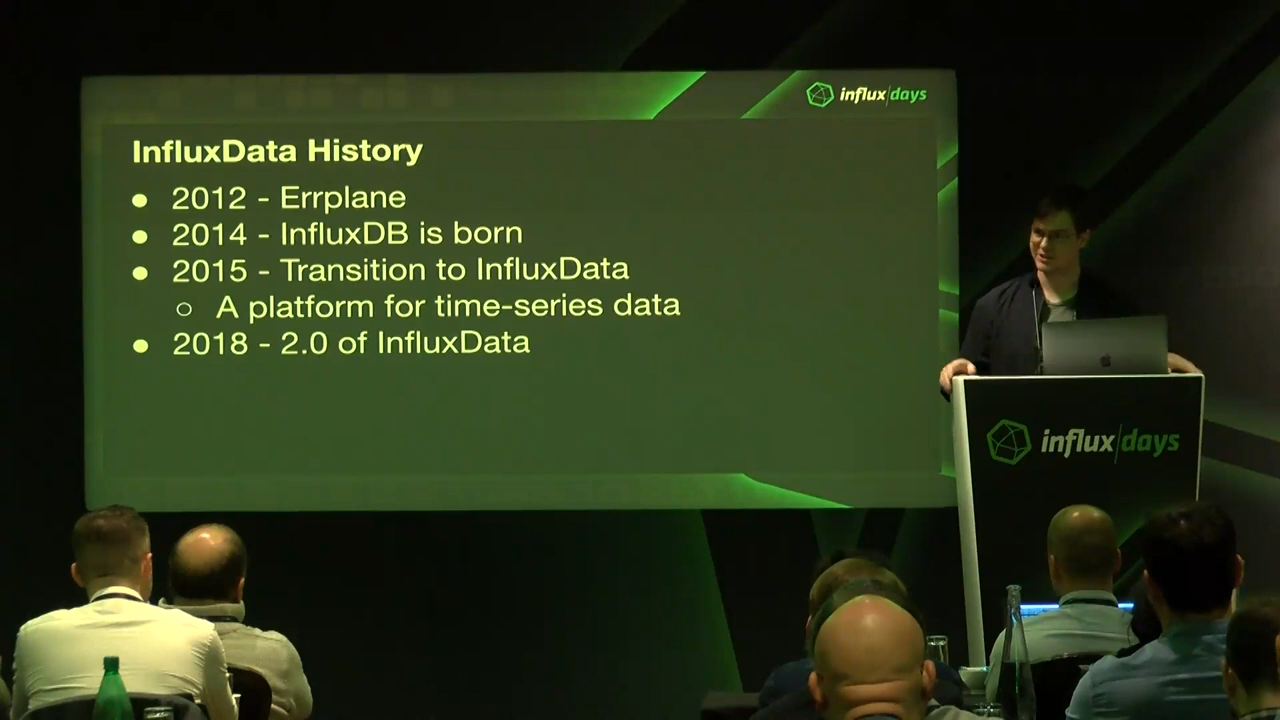 influx|days
InfluxData History
● 2012 - Errplane
● 2014 - InfluxDB is born
● 2015 - Transition to InfluxData
○ A platform for time-series data
● 2018 - 2.0 of InfluxData
influx|days